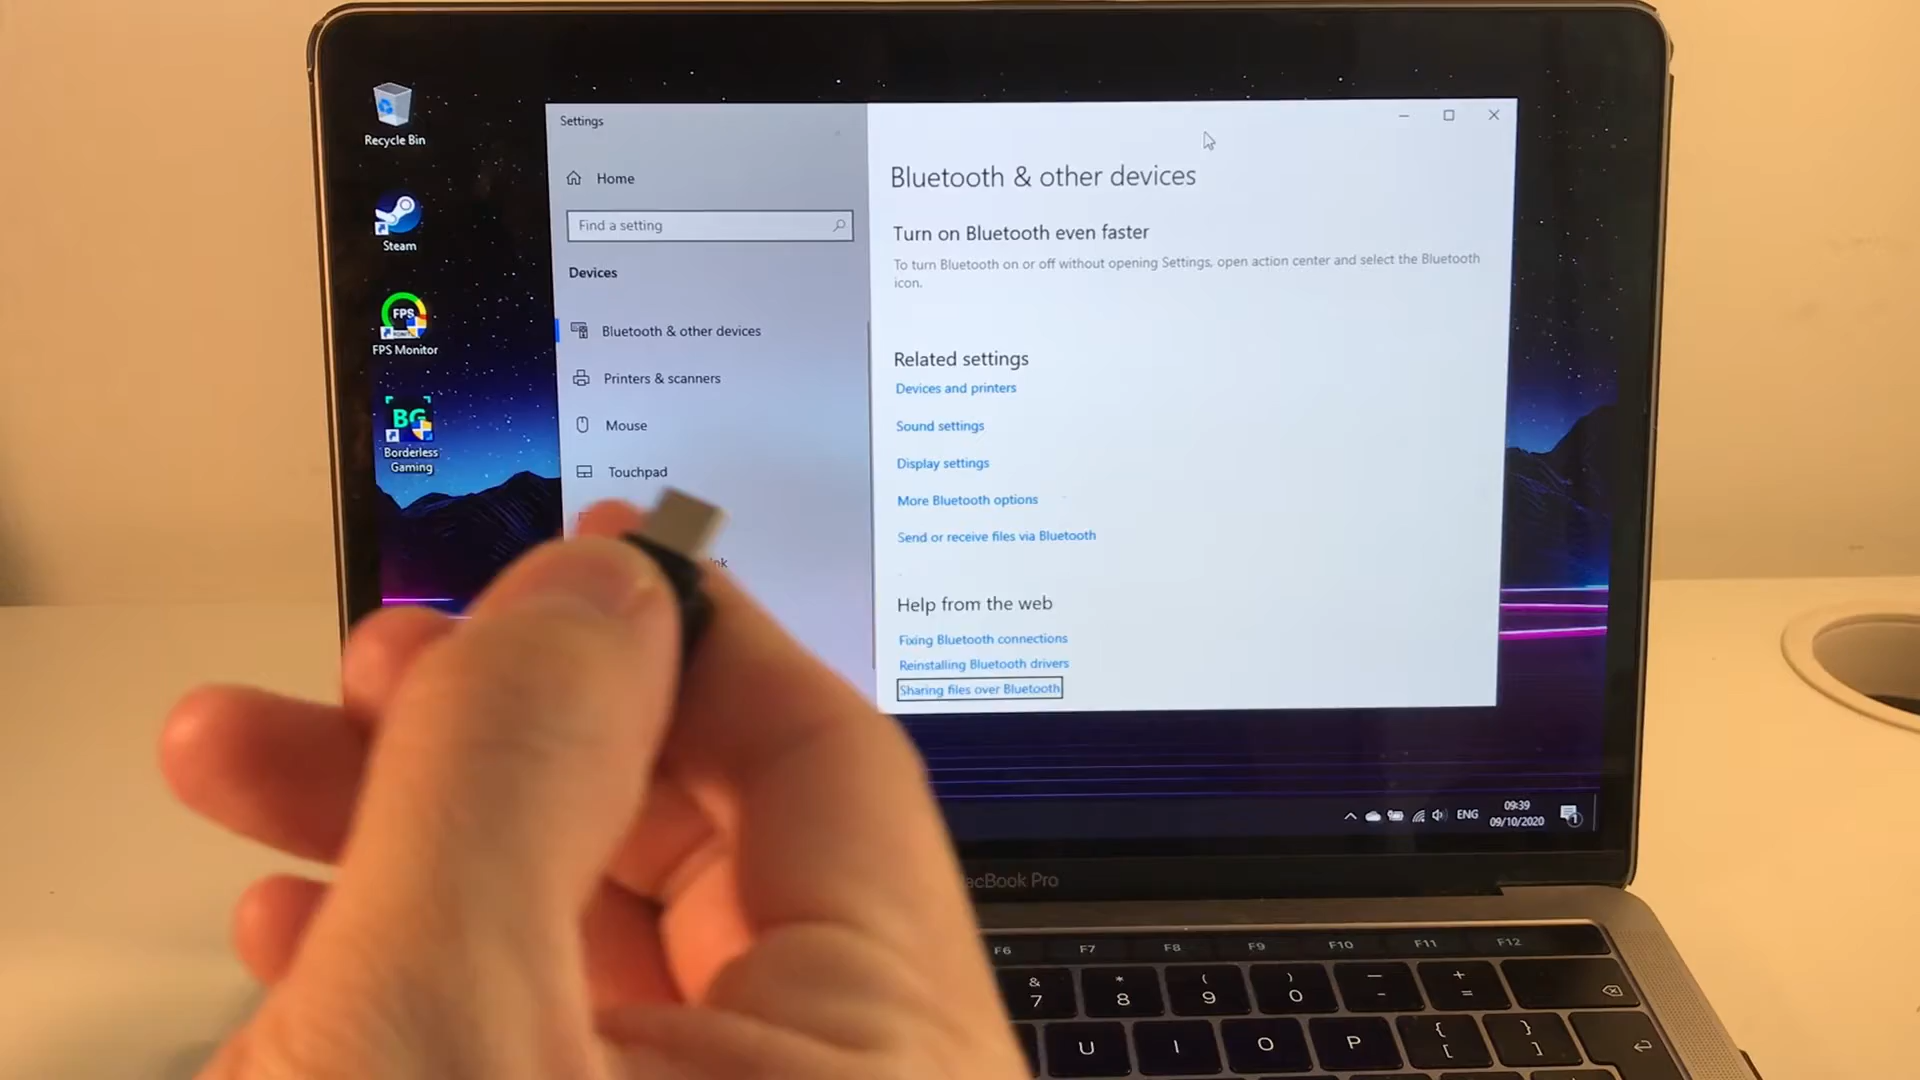 Recycle Bin
Steam
FPS
FPS Monitor
BG
Borderless
Gaming
Settings
Home
Find a setting
Devices
Bluetooth & other devices
Printers & scanners
Mouse
Touchpad
Bluetooth & other devices
Turn on Bluetooth even faster
To turn Bluetooth on or off without opening Settings, open action center and select the Bluetooth
icon.
Related settings
Devices and printers
Sound settings
Display settings
More Bluetooth options
Send or receive files via Bluetooth
Help from the web
Fixing Bluetooth connections
Reinstalling Bluetooth drivers
Sharing files over Bluetooth
ENG
09:39
09/10/2020
1
acBook Pro
F6 F7 F8 F9 F10 F11 F12
& * ( ) — +
7 8 9 0 - =
U I O P { [ } ]